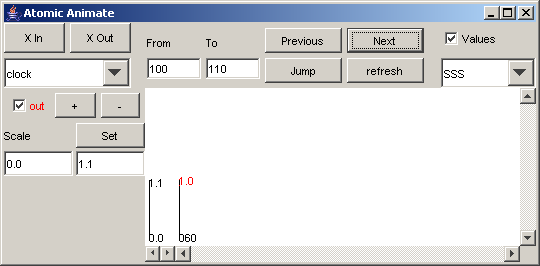 Atomic Animate
X In X Out From To Previous Next Values
clock 100 110 Jump refresh SSS
out + -
Scale Set
0.0 1.1
1.1 1.0
0.0 060